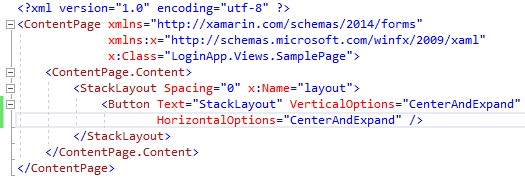 <?xml version="1.0" encoding="utf-8" ?>
<ContentPage xmlns="http://xamarin.com/schemas/2014/forms"
xmlns:x="http://schemas.microsoft.com/winfx/2009/xaml"
x:Class="LoginApp.Views.SamplePage">
<ContentPage.Content>
<StackLayout Spacing="0" x:Name="layout">
<Button Text="StackLayout" VerticalOptions="CenterAndExpand"
HorizontalOptions="CenterAndExpand" />
</StackLayout>
</ContentPage.Content>
</ContentPage>